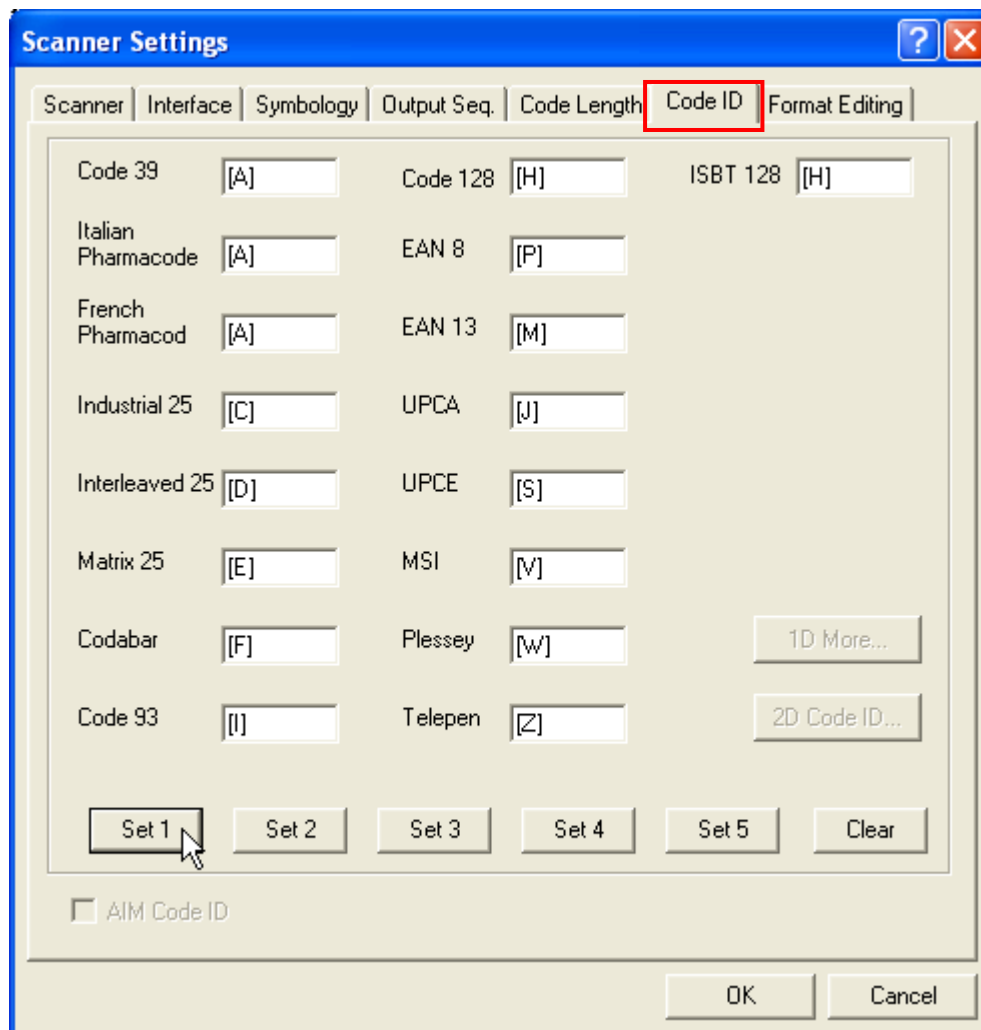 Scanner Settings
Scanner Interface Symbology Output Seq. Code Length Code ID Format Editing
Code 39 [A] Code 128 [H] ISBT 128 [H]
Italian
Pharmacode [A] EAN 8 [P]
French
Pharmacod [A] EAN 13 [M]
Industrial 25 [C] UPCA [J]
Interleaved 25 [D] UPCE [S]
Matrix 25 [E] MSI [V]
Codabar [F] Plessey [W] 1D More...
Code 93 [I] Telepen [Z] 2D Code ID...
Set 1 Set 2 Set 3 Set 4 Set 5 Clear
AIM Code ID
OK Cancel